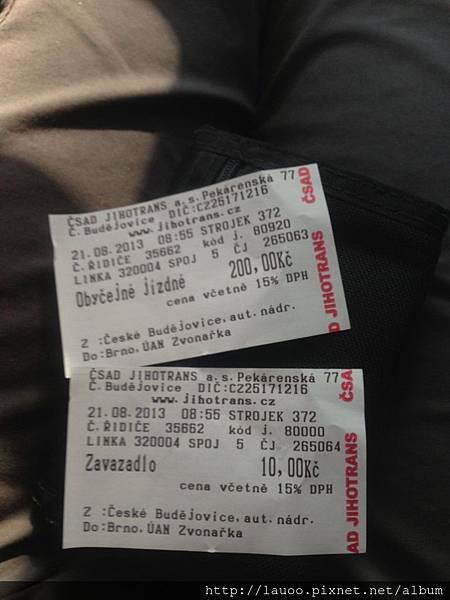 ČSAD JIHOTRANS a.s. Pekárenská 77
Č.Budějovice DIČ:CZ25171216
www.jihotrans.cz
21.08.2013 08:55 STROJEK 372
Č.ŘIDIČE 35662 kód j. 80920
LINKA 320004 SPOJ 5 ČJ 265063
Obyčejné jízdné 200,00Kč
cena včetně 15% DPH
Z :České Budějovice,aut.nádr.
Do:Brno,ÚAN Zvonařka
ČSAD
D JIHOTRANS
ČSAD JIHOTRANS a.s.Pekárenská 77
Č.Budějovice DIČ:CZ25171216
www.jihotrans.cz
21.08.2013 08:55 STROJEK 372
Č.ŘIDIČE 35662 kód j. 80000
LINKA 320004 SPOJ 5 ČJ 265064
Zavazadlo 10,00Kč
cena včetně 15% DPH
Z :České Budějovice,aut.nádr.
Do:Brno,ÚAN Zvonařka
ČSA
AD JIHOTRANS
http://lauoo.pixnet.net/album